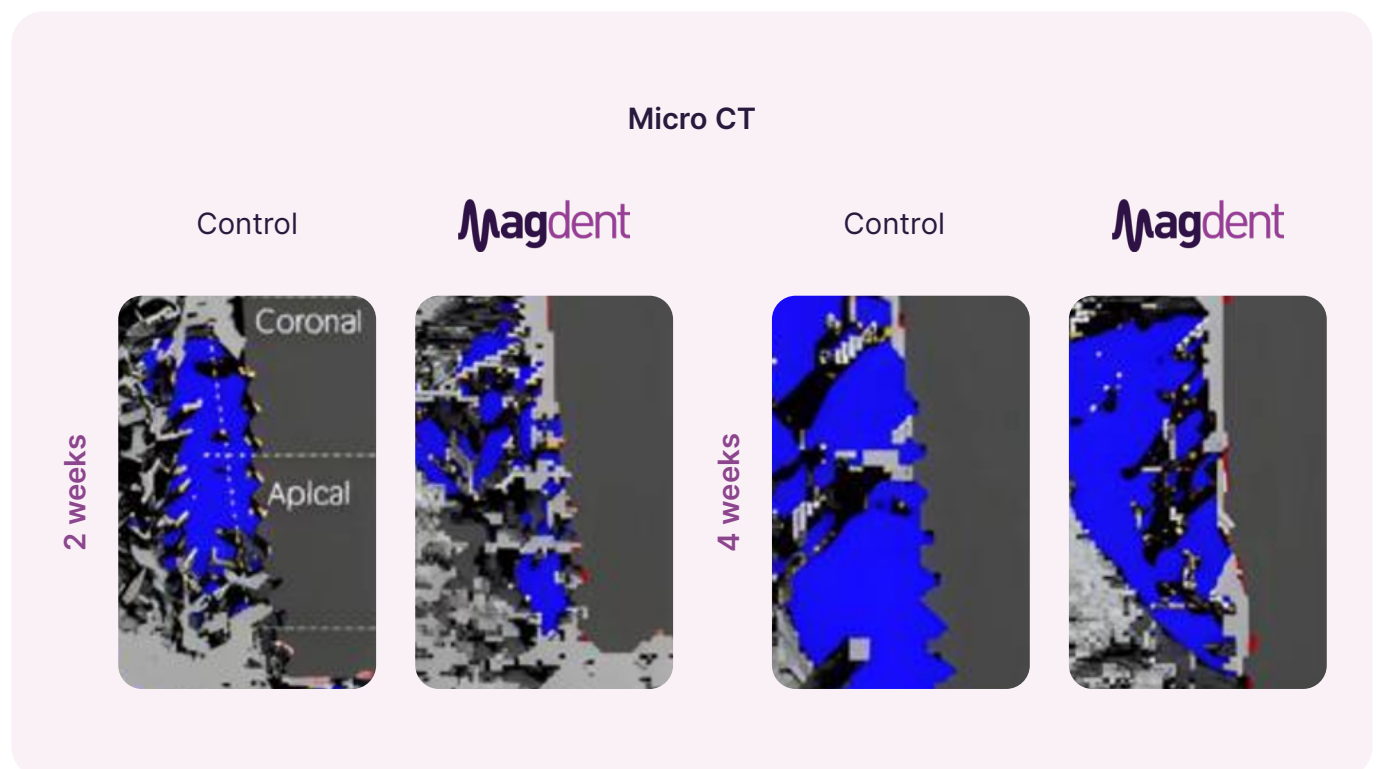 Micro CT
Control
Magdent
Control
Magdent
2 weeks
Coronal
Apical
4 weeks